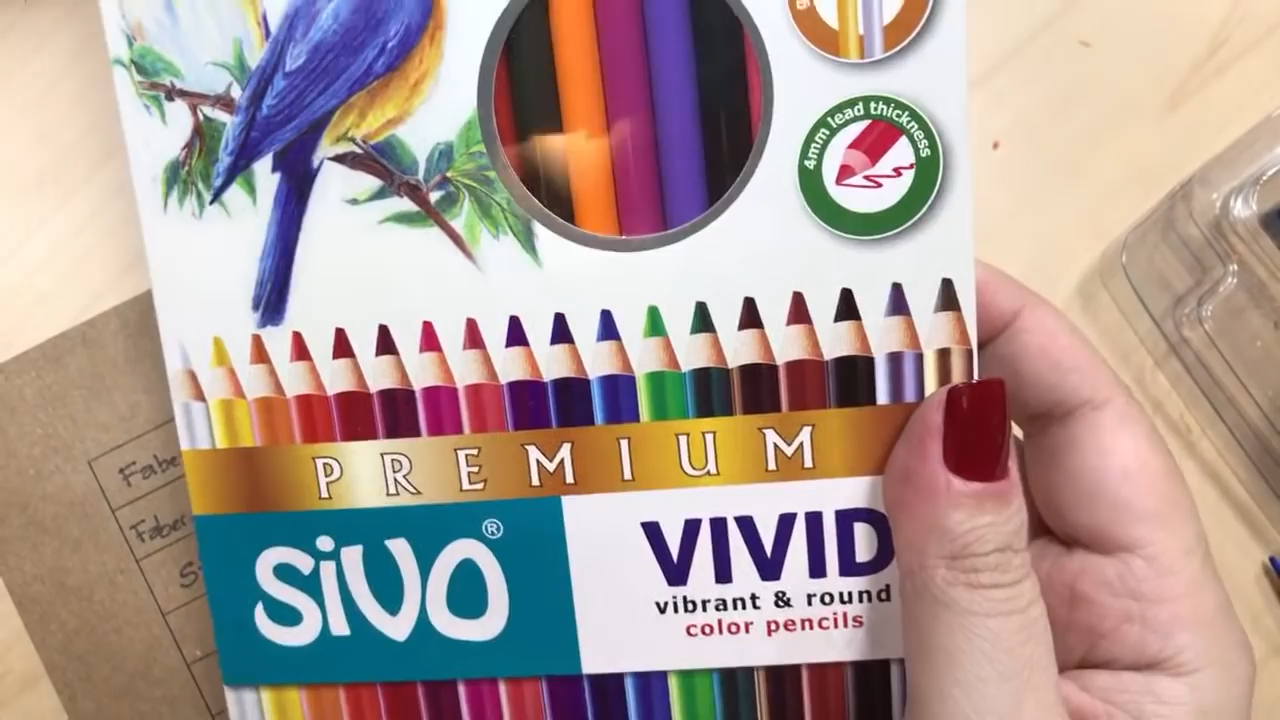 4mm lead thickness
PREMIUM
SiVO®
VIVID
vibrant & round
color pencils
Fabe
Faber